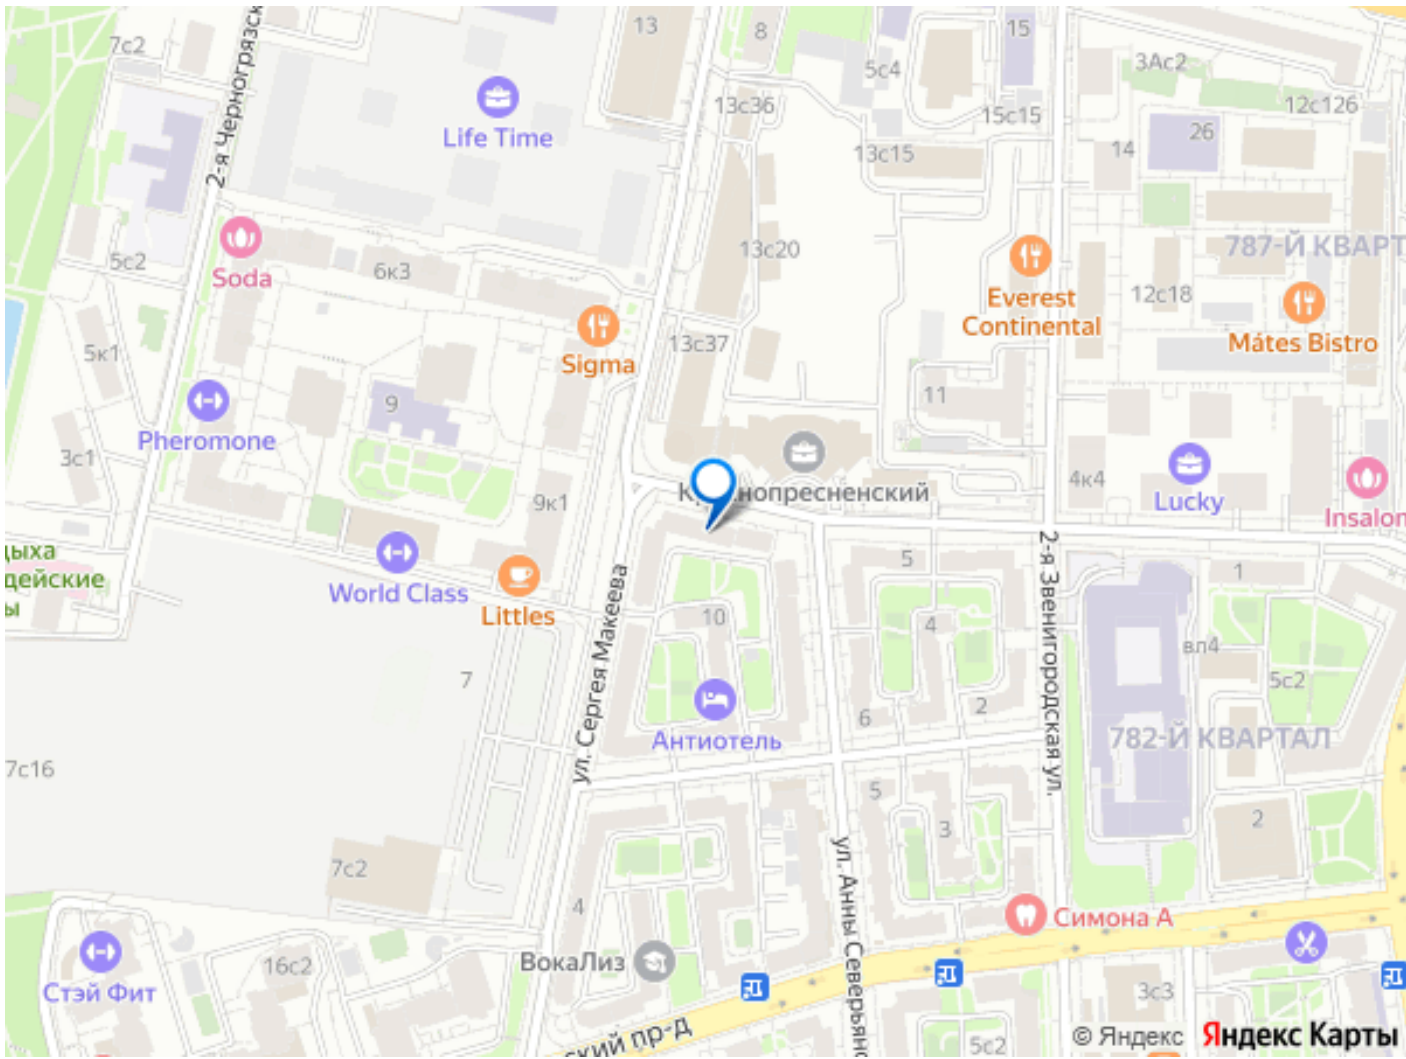 7с2
2-я Черногрязск
13
8
15
5с4
3Ас2
13с36
15с15
12с126
26
Life Time
13с15
14
5с2
Soda
6к3
13с20
787-Й КВАРТ
Everest
Continental
12с18
Sigma
13с37
Mátes Bistro
5к1
9
11
Pheromone
3с1
9к1
4к4
Lucky
Insalon
World Class
Littles
дыха
дейские
ы
5
2-я Звенигородская ул.
1
ул. Сергея Макеева
10
4
вл4
7
5с2
6
2
Антиотель
782-Й КВАРТАЛ
7с16
5
3
2
ул. Анны Северьяно
7с2
4
Симона А
ВокаЛиз
16с2
Стэй Фит
3с3
ский пр-д
5с2
© Яндекс Яндекс Карты